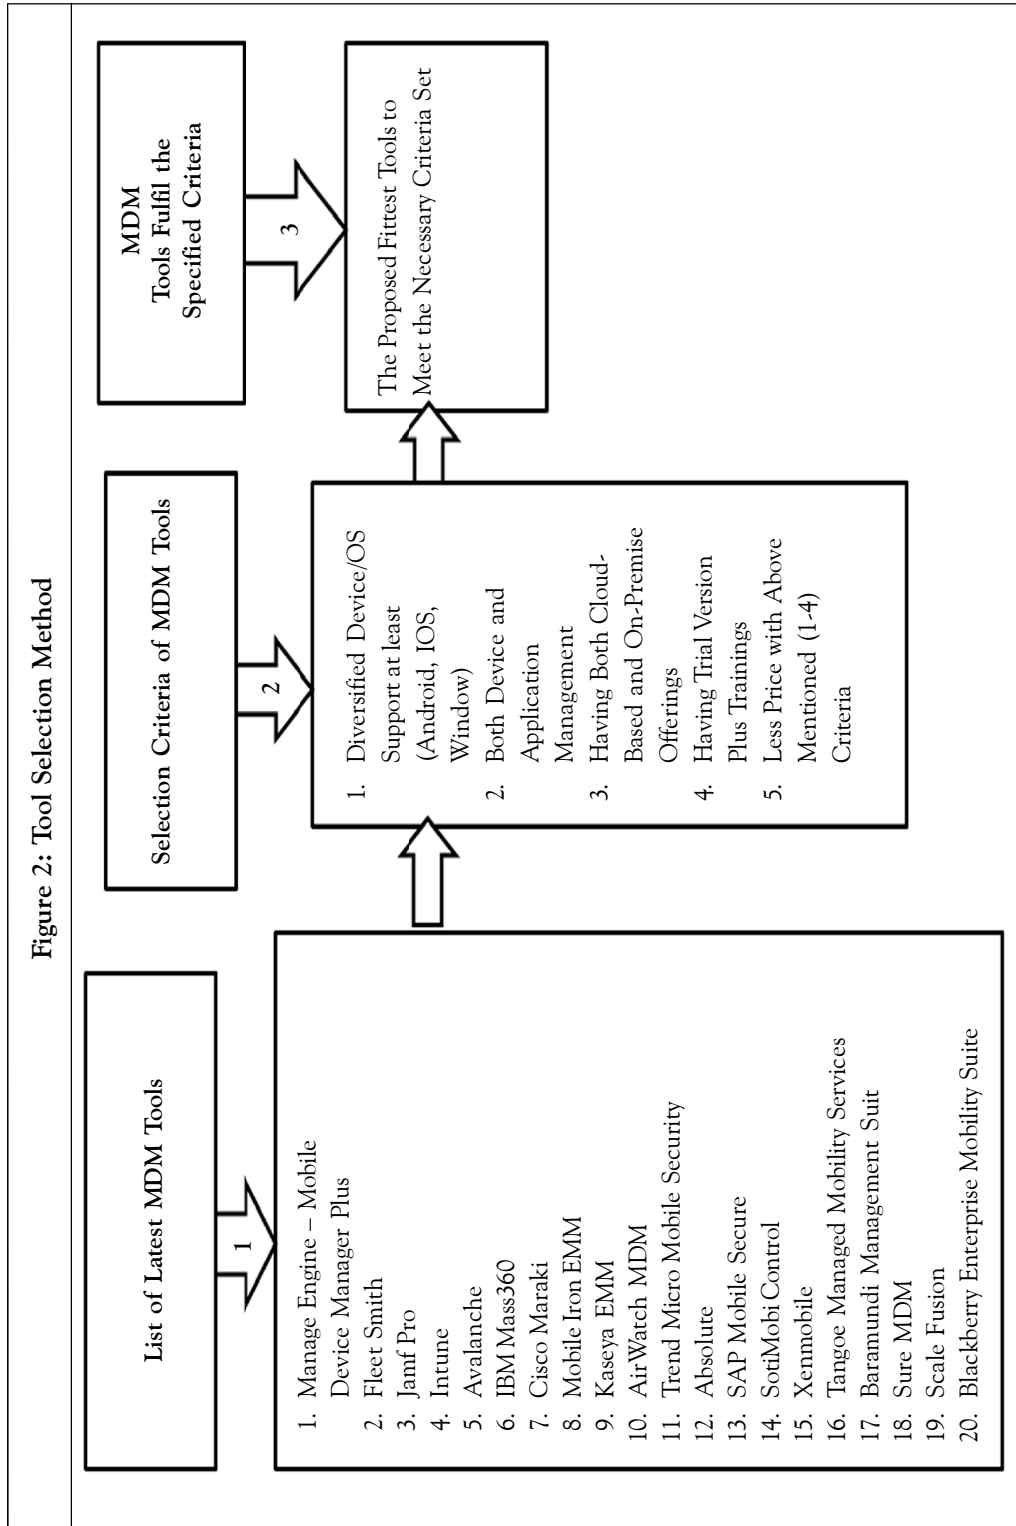 Figure 2: Tool Selection Method
List of Latest MDM Tools
1
1. Manage Engine – Mobile
Device Manager Plus
2. Fleet Smith
3. Jamf Pro
4. Intune
5. Avalanche
6. IBM Mass360
7. Cisco Maraki
8. Mobile Iron EMM
9. Kaseya EMM
10. AirWatch MDM
11. Trend Micro Mobile Security
12. Absolute
13. SAP Mobile Secure
14. SotiMobi Control
15. Xenmobile
16. Tangoe Managed Mobility Services
17. Baramundi Management Suit
18. Sure MDM
19. Scale Fusion
20. Blackberry Enterprise Mobility Suite
Selection Criteria of MDM Tools
2
1. Diversified Device/OS
Support at least
(Android, IOS,
Window)
2. Both Device and
Application
Management
3. Having Both Cloud-
Based and On-Premise
Offerings
4. Having Trial Version
Plus Trainings
5. Less Price with Above
Mentioned (1-4)
Criteria
MDM
Tools Fulfil the
Specified Criteria
3
The Proposed Fittest Tools to
Meet the Necessary Criteria Set